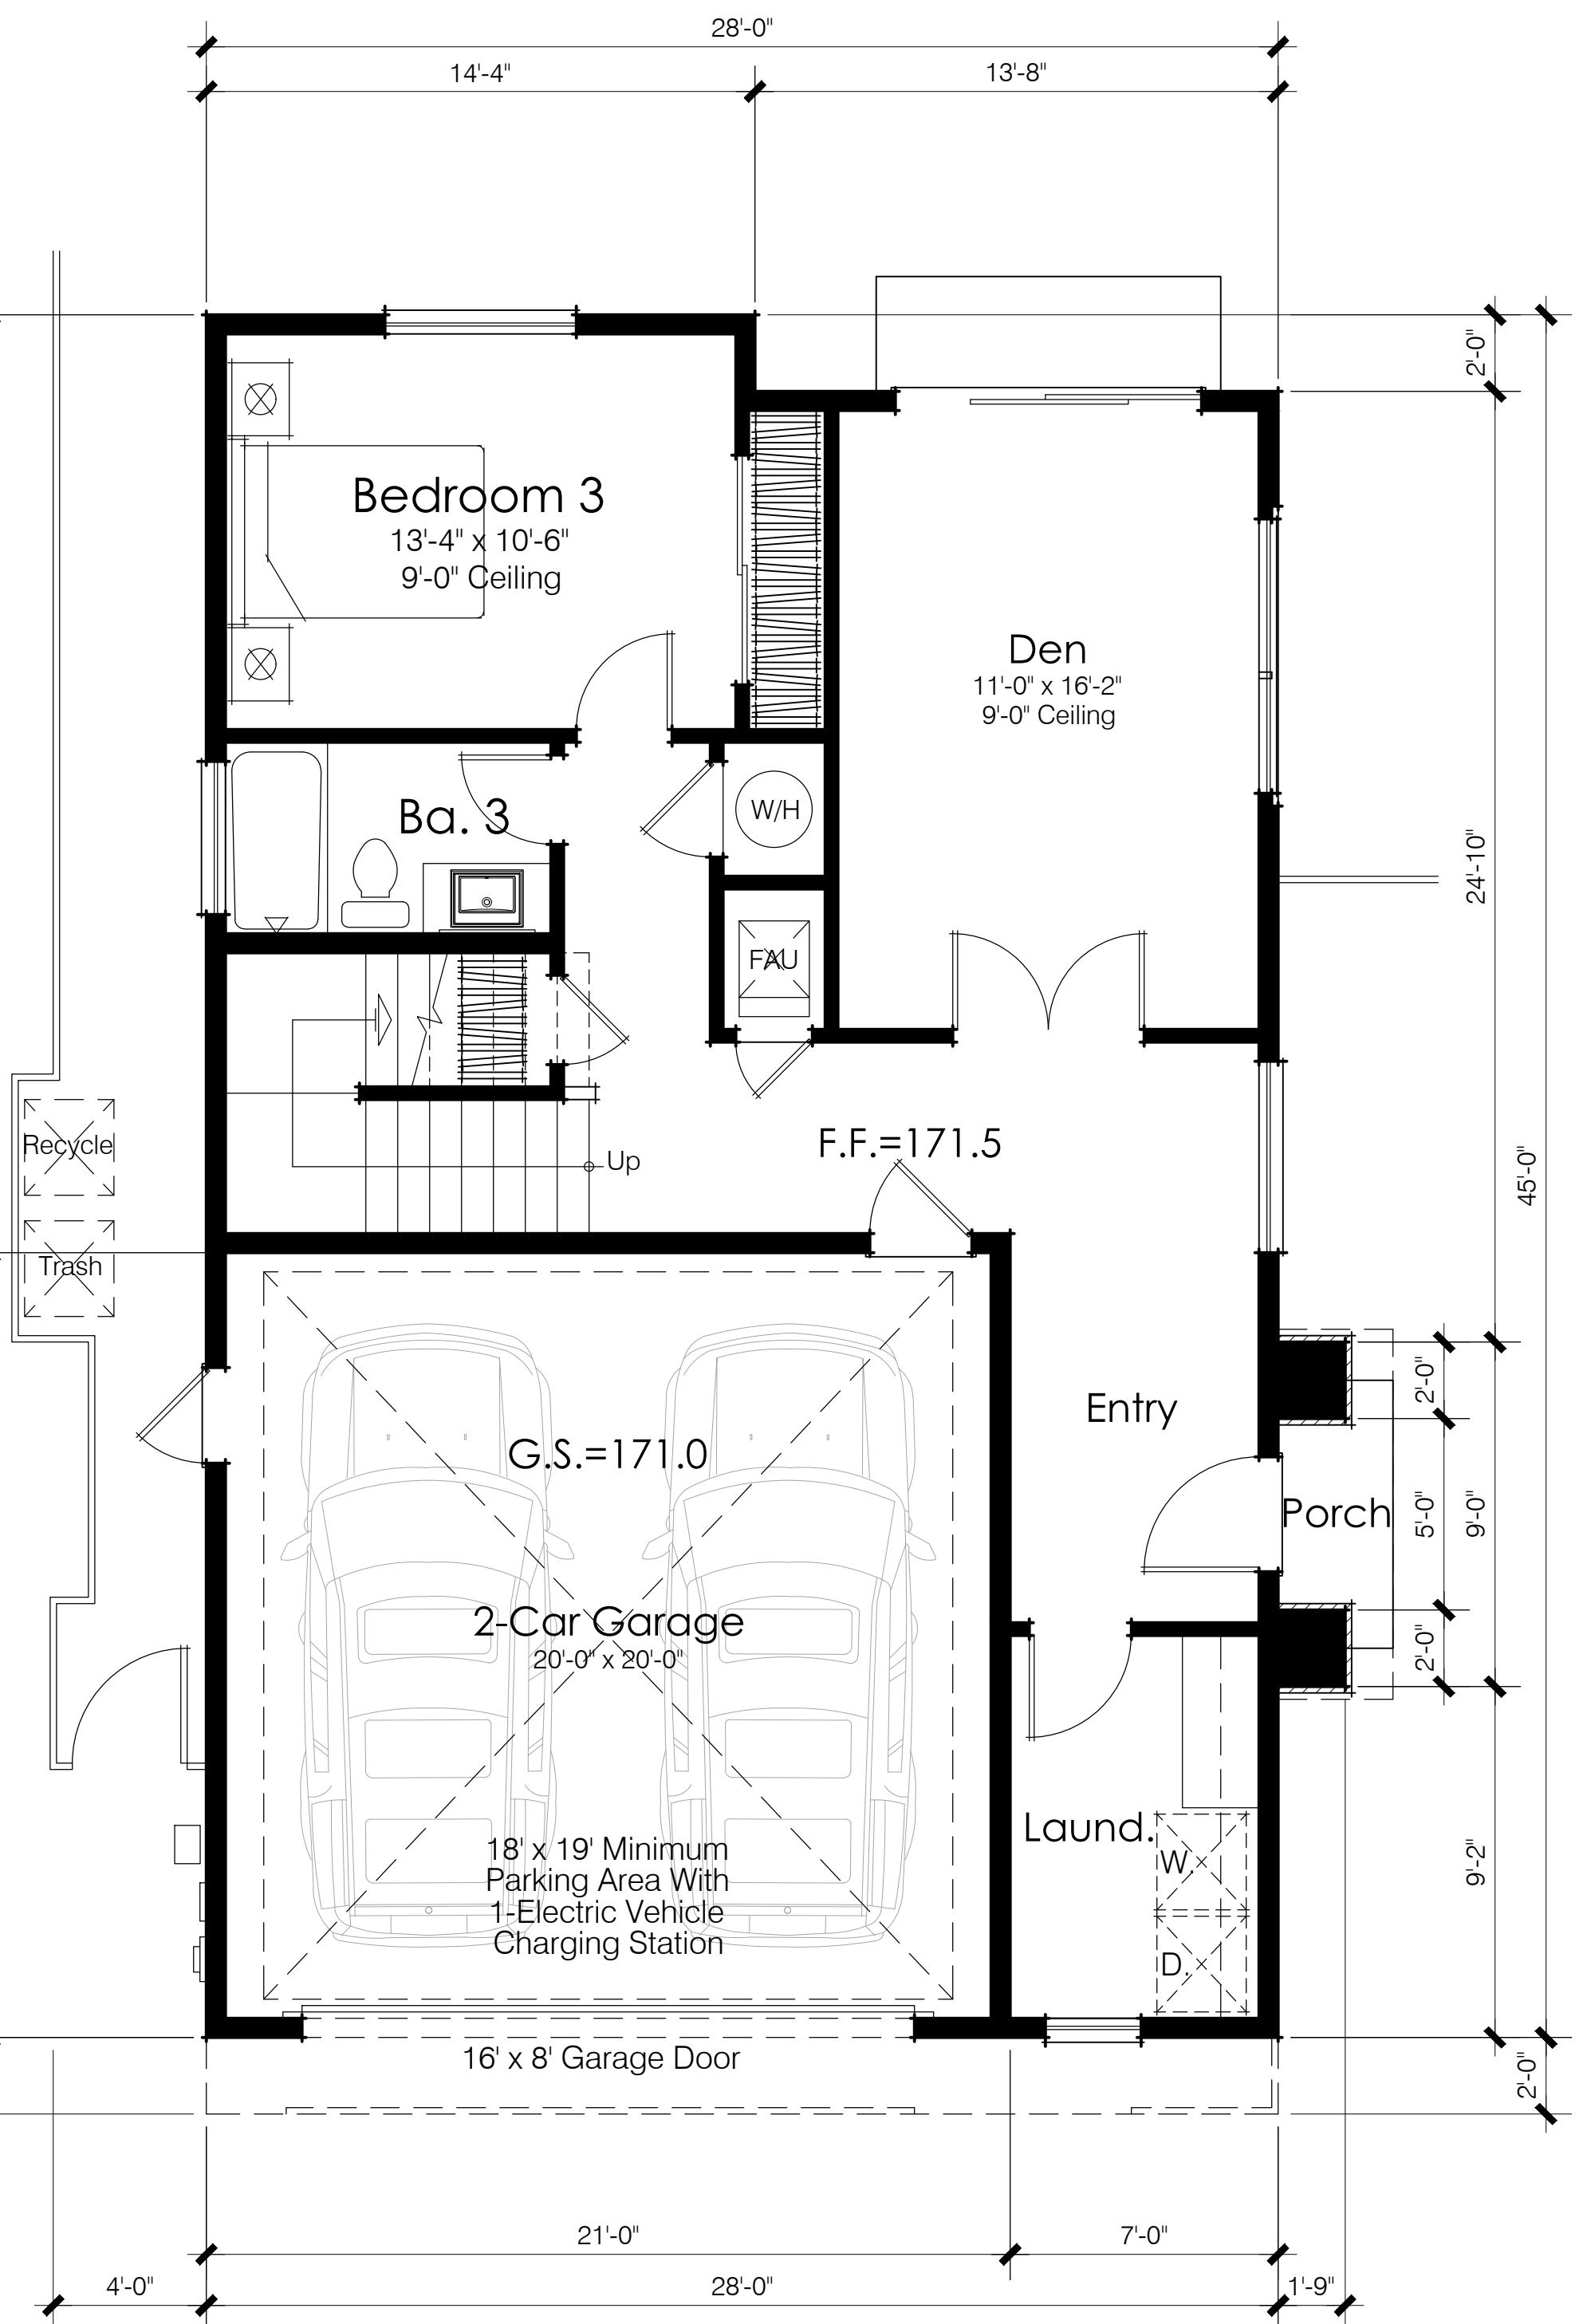 28'-0"
14'-4"
13'-8"
2'-0"
Bedroom 3
13'-4" x 10'-6"
9'-0" Ceiling
Den
11'-0" x 16'-2"
9'-0" Ceiling
W/H
Ba. 3
24'-10"
FAU
Recycle
F.F.=171.5
Up
45'-0"
Trash
2'-0"
Entry
G.S.=171.0
Porch
5'-0"
9'-0"
2-Car Garage
20'-0" x 20'-0"
2'-0"
Laund.
W.
D.
9'-2"
18' x 19' Minimum
Parking Area With
1-Electric Vehicle
Charging Station
16' x 8' Garage Door
2'-0"
21'-0"
7'-0"
4'-0"
28'-0"
1'-9"